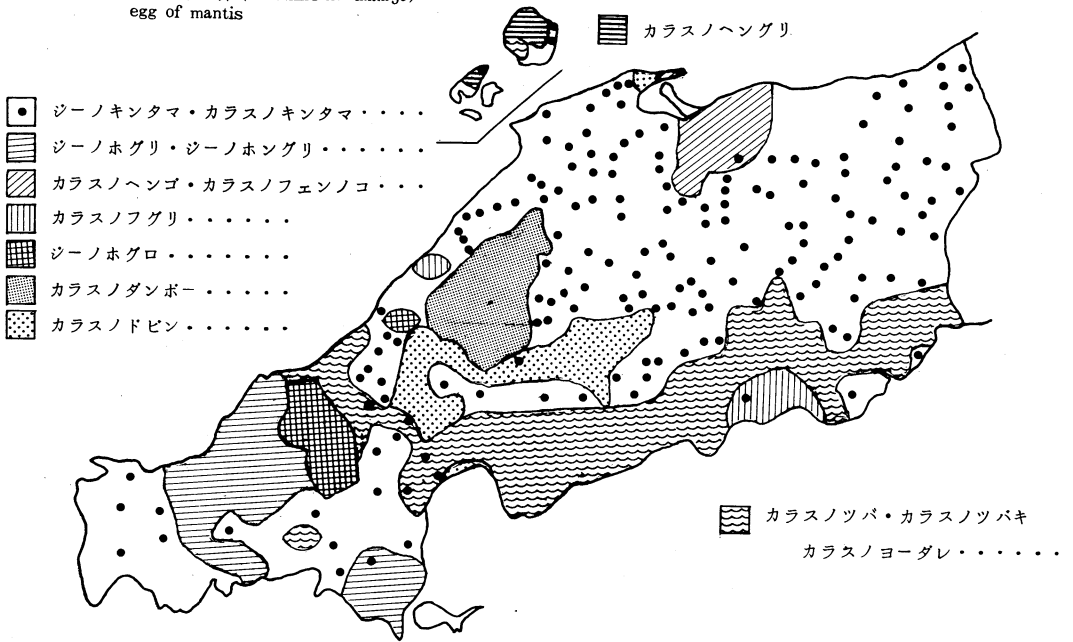 egg of mantis
カラスノヘングリ
ジーノキンタマ・カラスノキンタマ・・・・
ジーノホグリ・ジーノホングリ・・・・・・
カラスノヘンゴ・カラスノフェンノコ・・・
カラスノフグリ・・・・・・
ジーノホグロ・・・・・・・
カラスノダンボー・・・・・
カラスノドビン・・・・・・
カラスノツバ・カラスノツバキ
カラスノヨーダレ・・・・・・